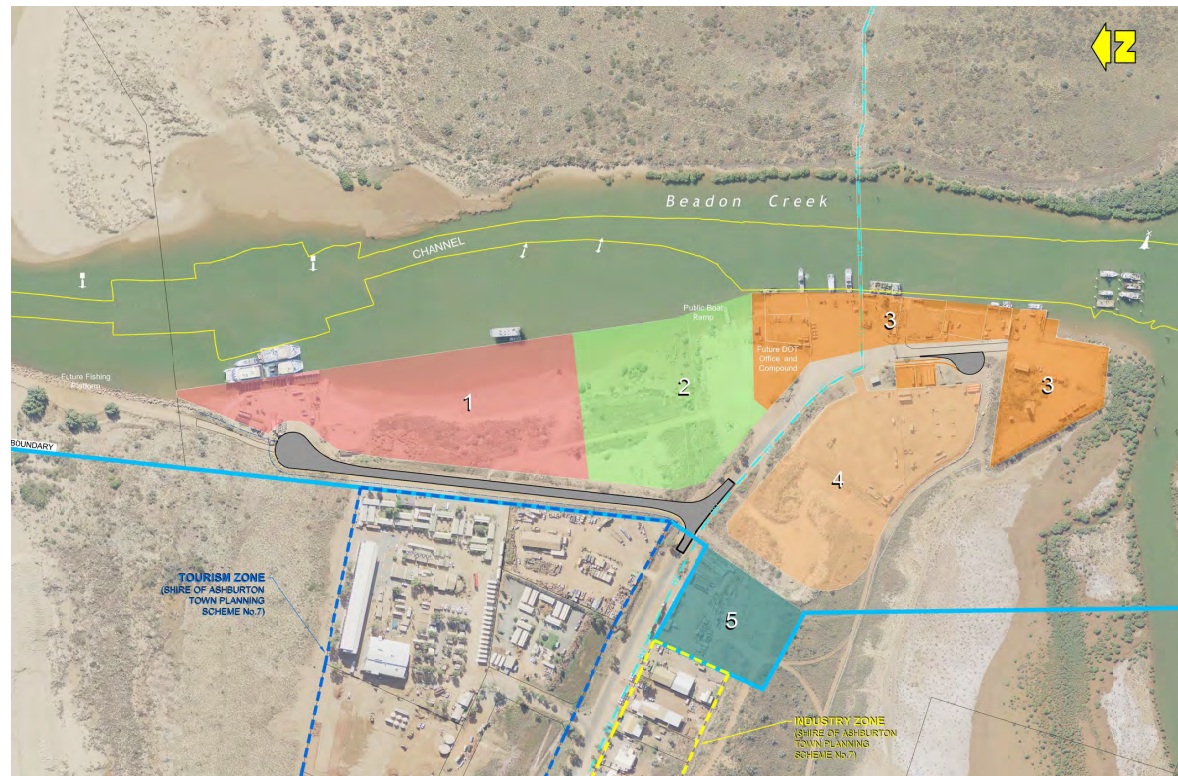 N
Beadon Creek
CHANNEL
Public Boat
Ramp
3
Future DOT
Office and
Compound
Future Fishing
Platform
1
2
3
BOUNDARY
4
TOURISM ZONE
(SHIRE OF ASHBURTON
TOWN PLANNING
SCHEME No.7)
5
INDUSTRY ZONE
(SHIRE OF ASHBURTON
TOWN PLANNING
SCHEME No.7)